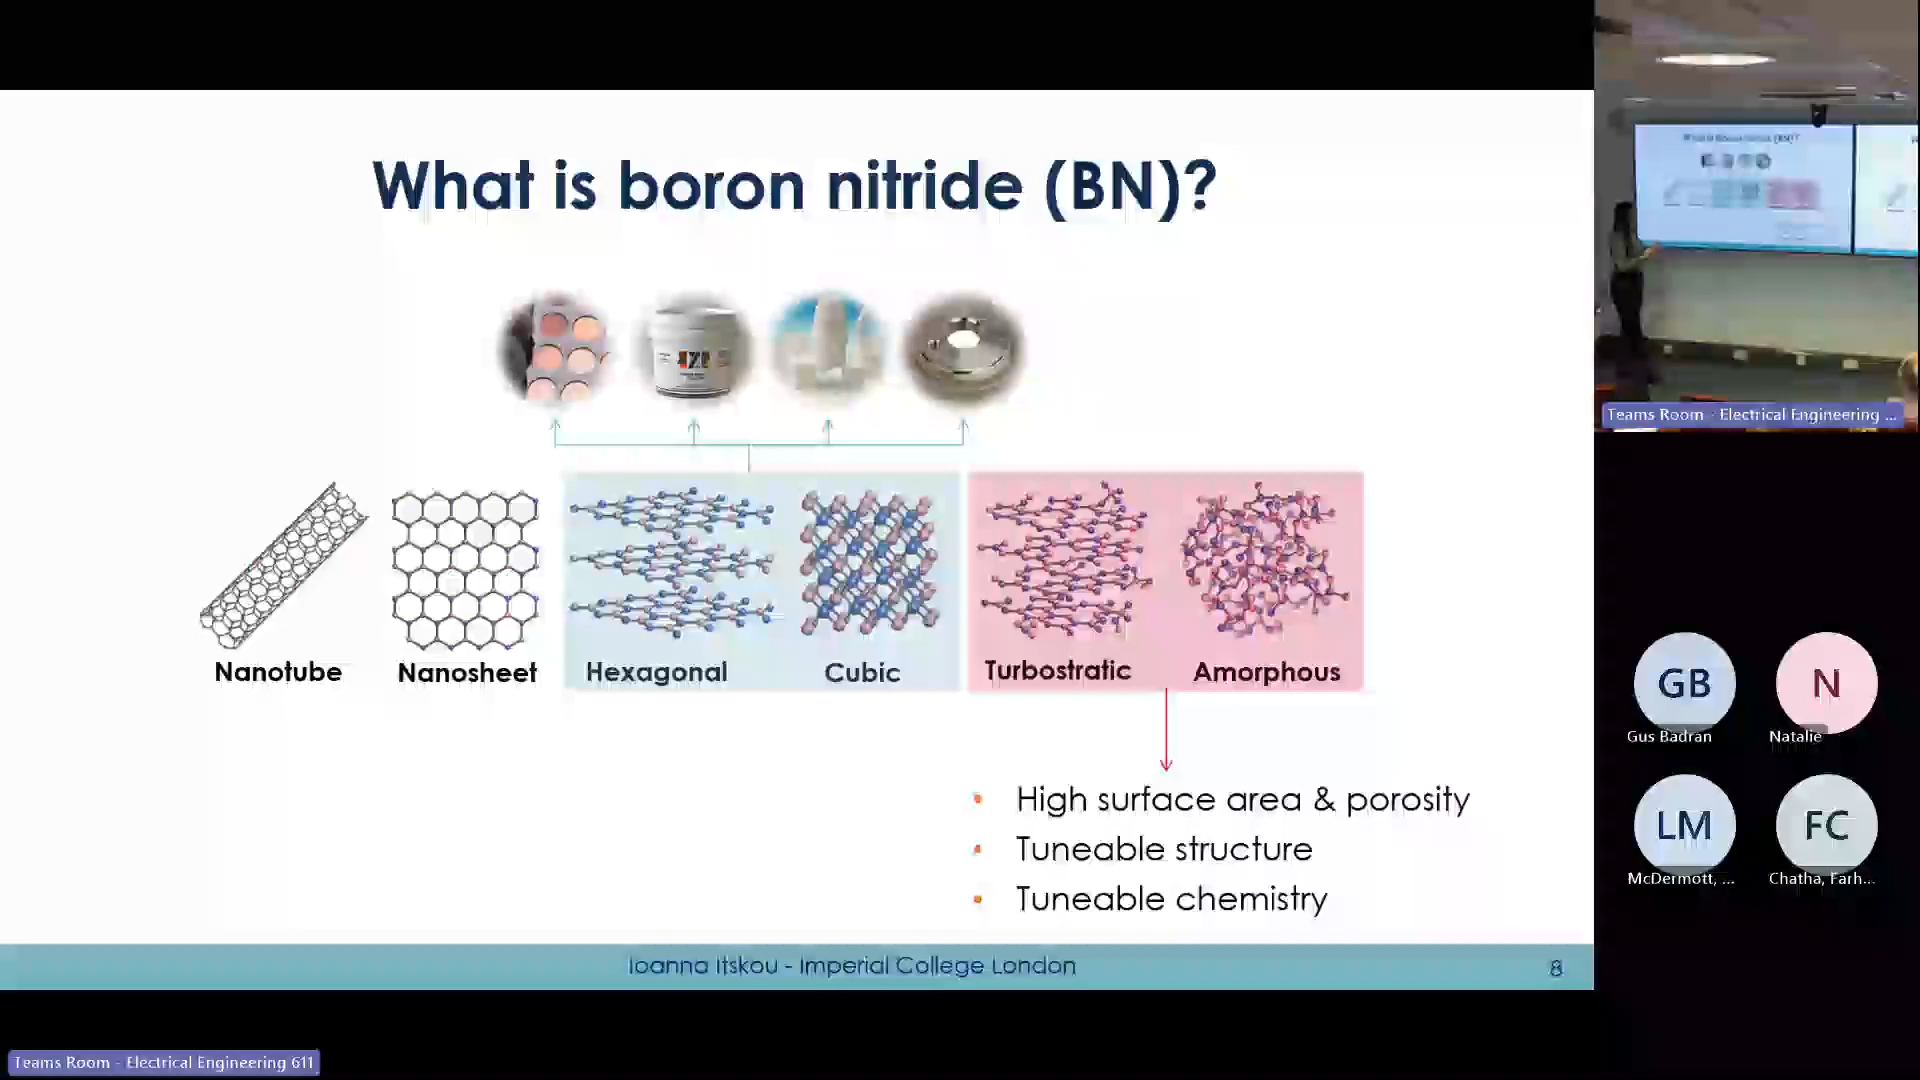 What is boron nitride (BN)?
Nanotube
Nanosheet
Hexagonal
Cubic
Turbostratic
Amorphous
• High surface area & porosity
• Tuneable structure
• Tuneable chemistry
Ioanna Itskou - Imperial College London
8
Teams Room - Electrical Engineering ...
GB
Gus Badran
N
Natalie
LM
McDermott, ...
FC
Chatha, Farh...
Teams Room - Electrical Engineering 611